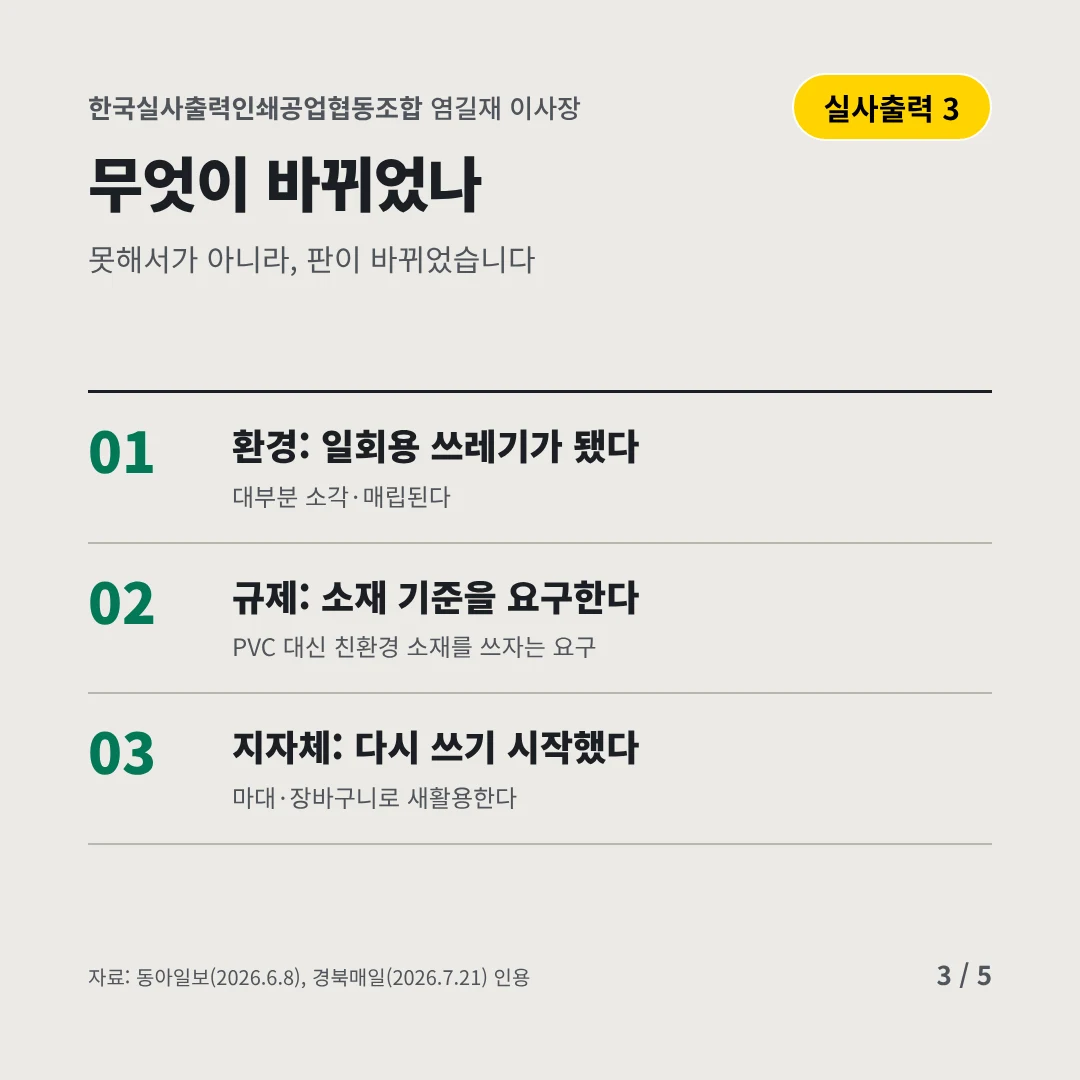 한국실사출력인쇄공업협동조합 염길재 이사장
실사출력 3
무엇이 바뀌었나
못해서가 아니라, 판이 바뀌었습니다
01
환경: 일회용 쓰레기가 됐다
대부분 소각·매립된다
02
규제: 소재 기준을 요구한다
PVC 대신 친환경 소재를 쓰자는 요구
03
지자체: 다시 쓰기 시작했다
마대·장바구니로 새활용한다
자료: 동아일보(2026.6.8), 경북매일(2026.7.21) 인용
3 / 5